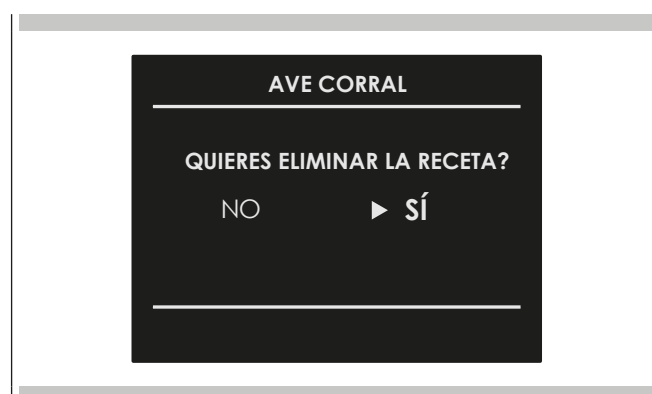 AVE CORRAL
QUIERES ELIMINAR LA RECETA?
NO ▶ SÍ